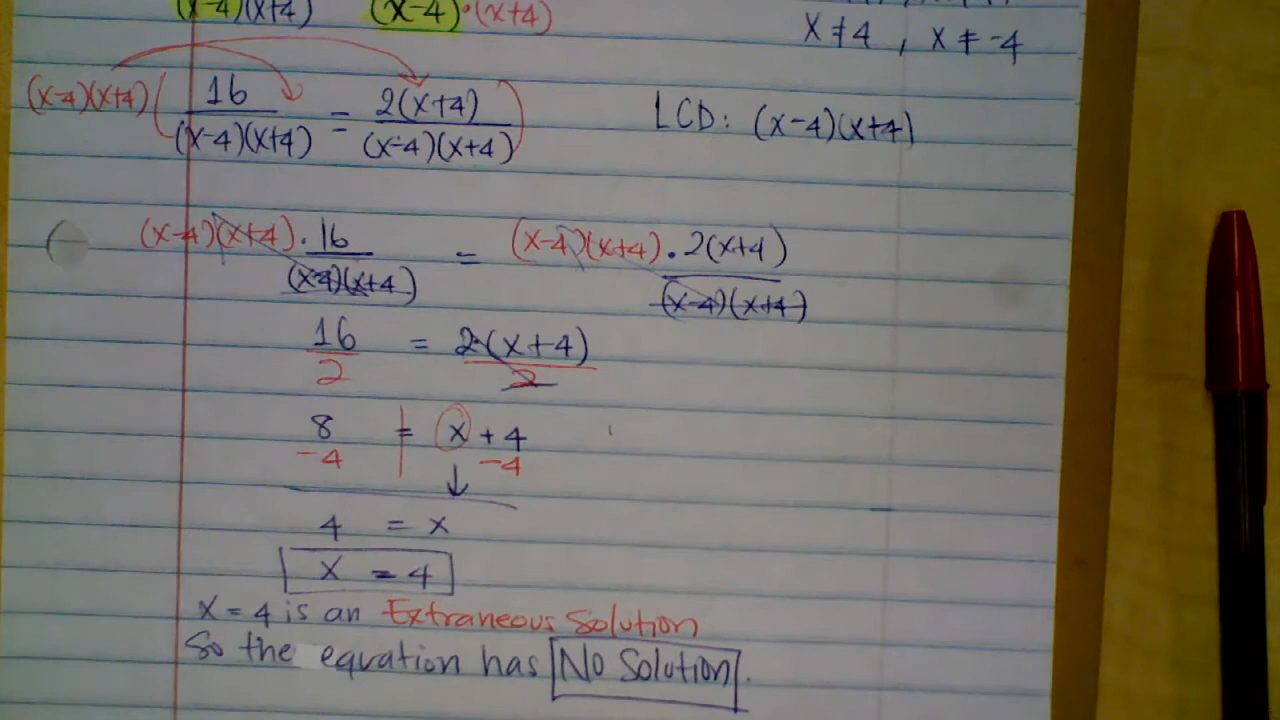 (x-4)(x+4) (x-4)·(x+4)
x ≠ 4 , x ≠ -4
(x-4)(x+4) ( 16/(x-4)(x+4) = 2(x+4)/(x-4)(x+4) )
LCD: (x-4)(x+4)
(x-4)(x+4) · 16/(x-4)(x+4) = (x-4)(x+4) · 2(x+4)/(x-4)(x+4)
16/2 = 2·(x+4)/2
8 = x + 4
-4 -4
4 = x
x = 4
x = 4 is an Extraneous Solution
So the equation has No Solution.